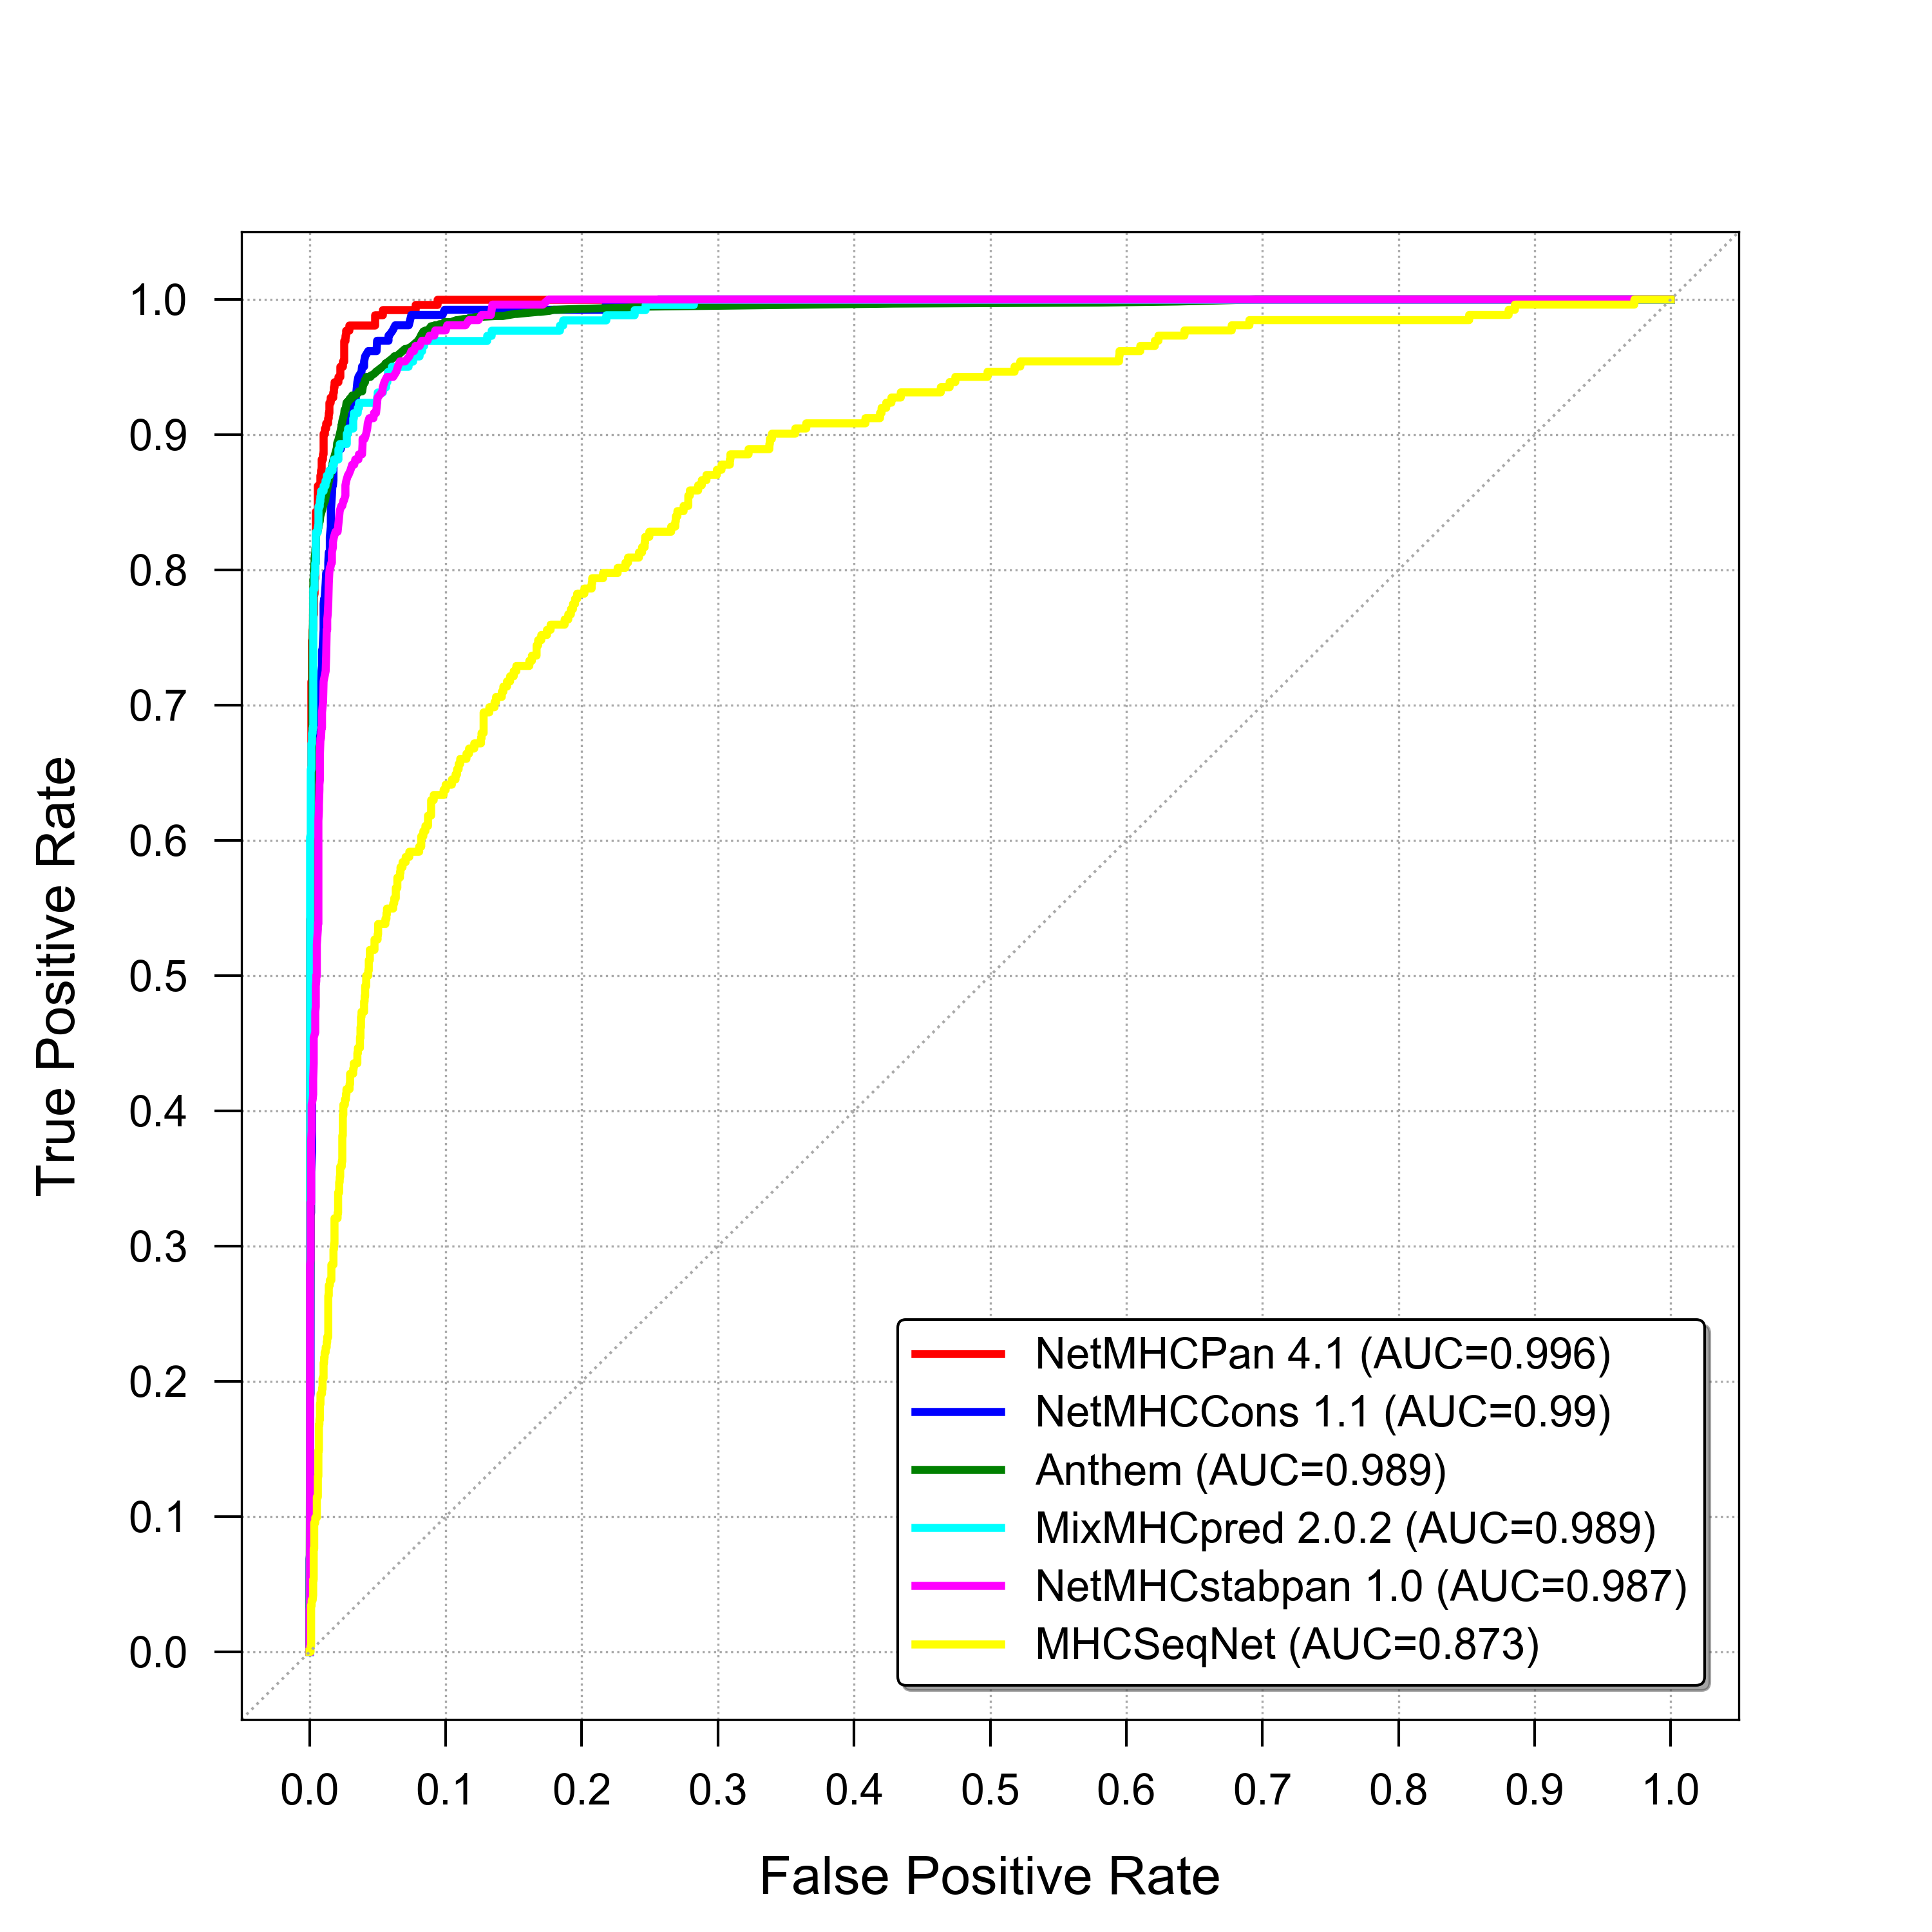 True Positive Rate
1.0
0.9
0.8
0.7
0.6
0.5
0.4
0.3
0.2
0.1
0.0
NetMHCPan 4.1 (AUC=0.996)
NetMHCCons 1.1 (AUC=0.99)
Anthem (AUC=0.989)
MixMHCpred 2.0.2 (AUC=0.989)
NetMHCstabpan 1.0 (AUC=0.987)
MHCSeqNet (AUC=0.873)
0.0 0.1 0.2 0.3 0.4 0.5 0.6 0.7 0.8 0.9 1.0
False Positive Rate